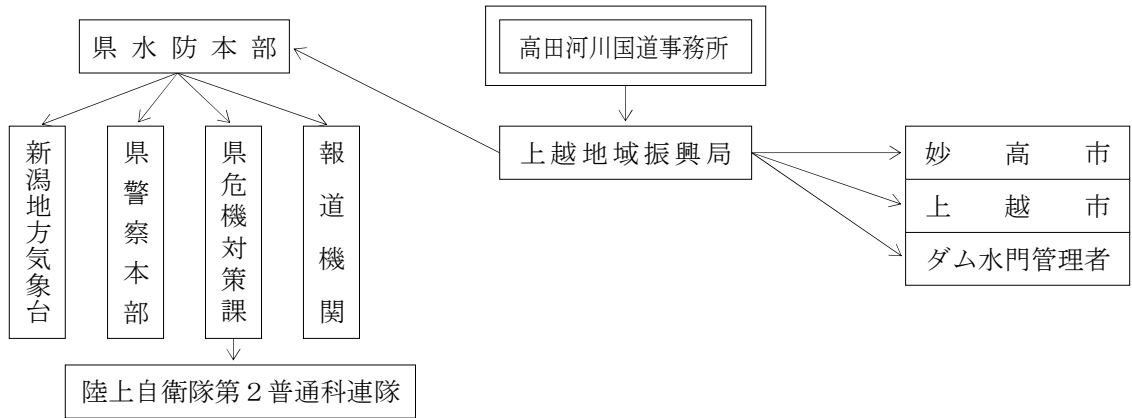 県水防本部
高田河川国道事務所
上越地域振興局
新潟地方気象台
県警察本部
県危機対策課
報道機関
妙高市
上越市
ダム水門管理者
陸上自衛隊第２普通科連隊